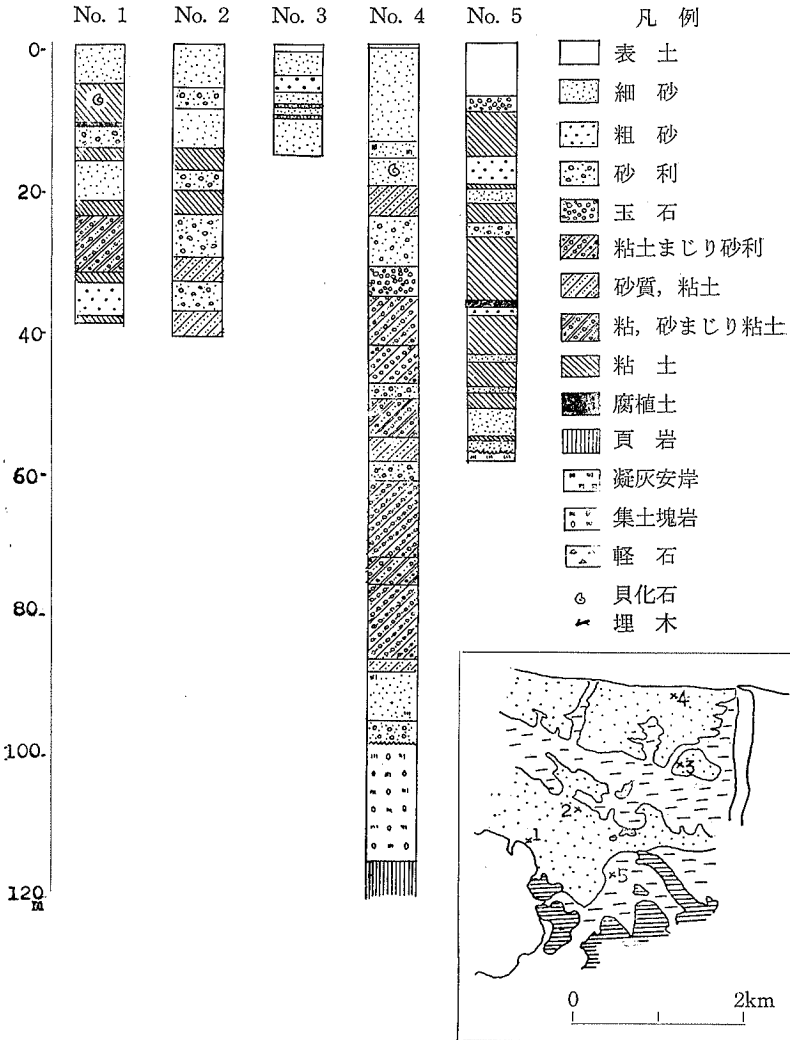 No. 1 No. 2 No. 3 No. 4 No. 5
凡 例
0-
20-
40-
60-
80-
100-
120
m
表 土
細 砂
粗 砂
砂 利
玉 石
粘土まじり砂利
砂質，粘土
粘，砂まじり粘土
粘 土
腐植土
頁 岩
凝灰安岸
集土塊岩
軽 石
貝化石
埋 木
×4
×3
2×
×1
×5
0 2km